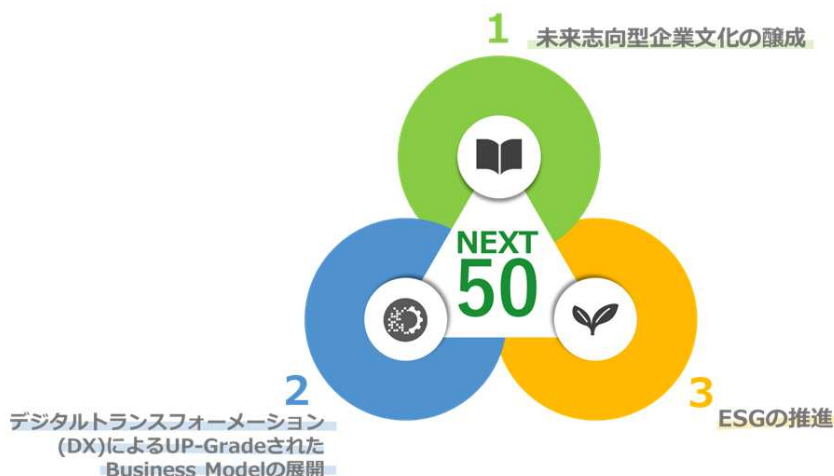 1
未来志向型企業文化の醸成
NEXT
50
2
デジタルトランスフォーメーション
(DX)によるUP-Gradeされた
Business Modelの展開
3
ESGの推進